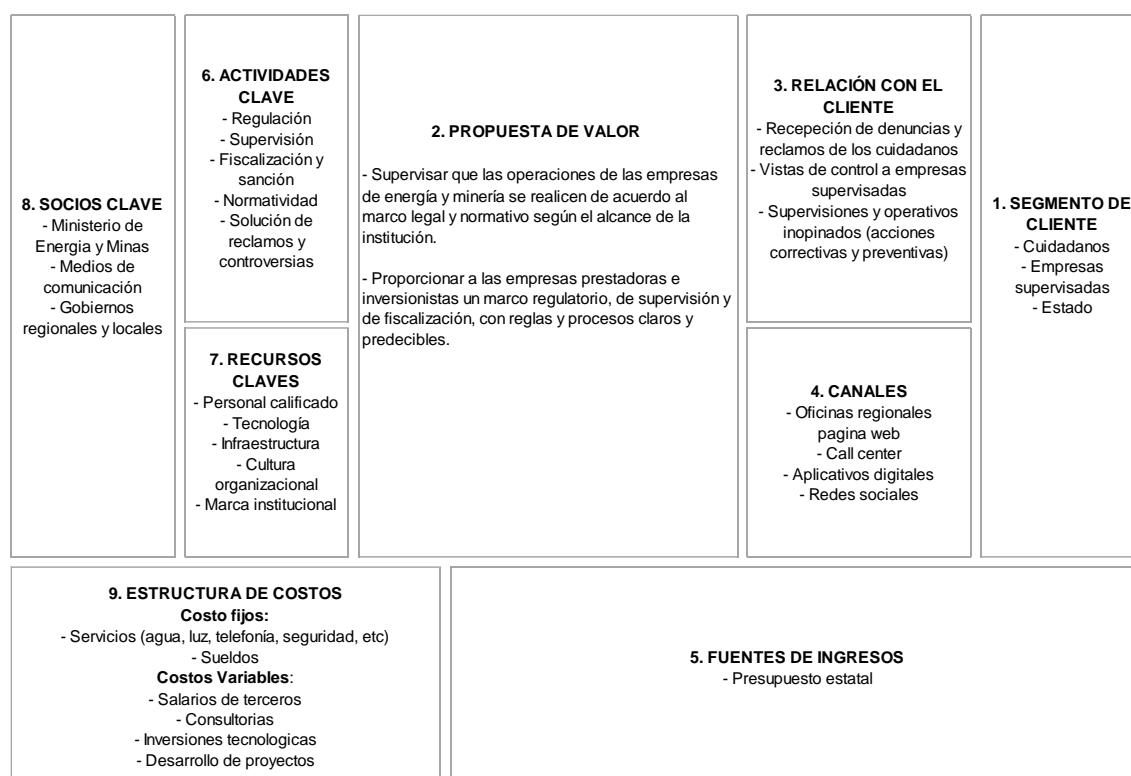 8. SOCIOS CLAVE
- Ministerio de
Energia y Minas
- Medios de
comunicación
- Gobiernos
regionales y locales
6. ACTIVIDADES
CLAVE
- Regulación
- Supervisión
- Fiscalización y
sanción
- Normatividad
- Solución de
reclamos y
controversias
7. RECURSOS
CLAVES
- Personal calificado
- Tecnología
- Infraestructura
- Cultura
organizacional
- Marca institucional
2. PROPUESTA DE VALOR
- Supervisar que las operaciones de las empresas
de energía y minería se realicen de acuerdo al
marco legal y normativo según el alcance de la
institución.
- Proporcionar a las empresas prestadoras e
inversionistas un marco regulatorio, de supervisión y
de fiscalización, con reglas y procesos claros y
predecibles.
3. RELACIÓN CON EL
CLIENTE
- Recepeción de denuncias y
reclamos de los cuidadanos
- Vistas de control a empresas
supervisadas
- Supervisiones y operativos
inopinados (acciones
correctivas y preventivas)
4. CANALES
- Oficinas regionales
pagina web
- Call center
- Aplicativos digitales
- Redes sociales
1. SEGMENTO DE
CLIENTE
- Cuidadanos
- Empresas
supervisadas
- Estado
9. ESTRUCTURA DE COSTOS
Costo fijos:
- Servicios (agua, luz, telefonía, seguridad, etc)
- Sueldos
Costos Variables:
- Salarios de terceros
- Consultorias
- Inversiones tecnologicas
- Desarrollo de proyectos
5. FUENTES DE INGRESOS
- Presupuesto estatal